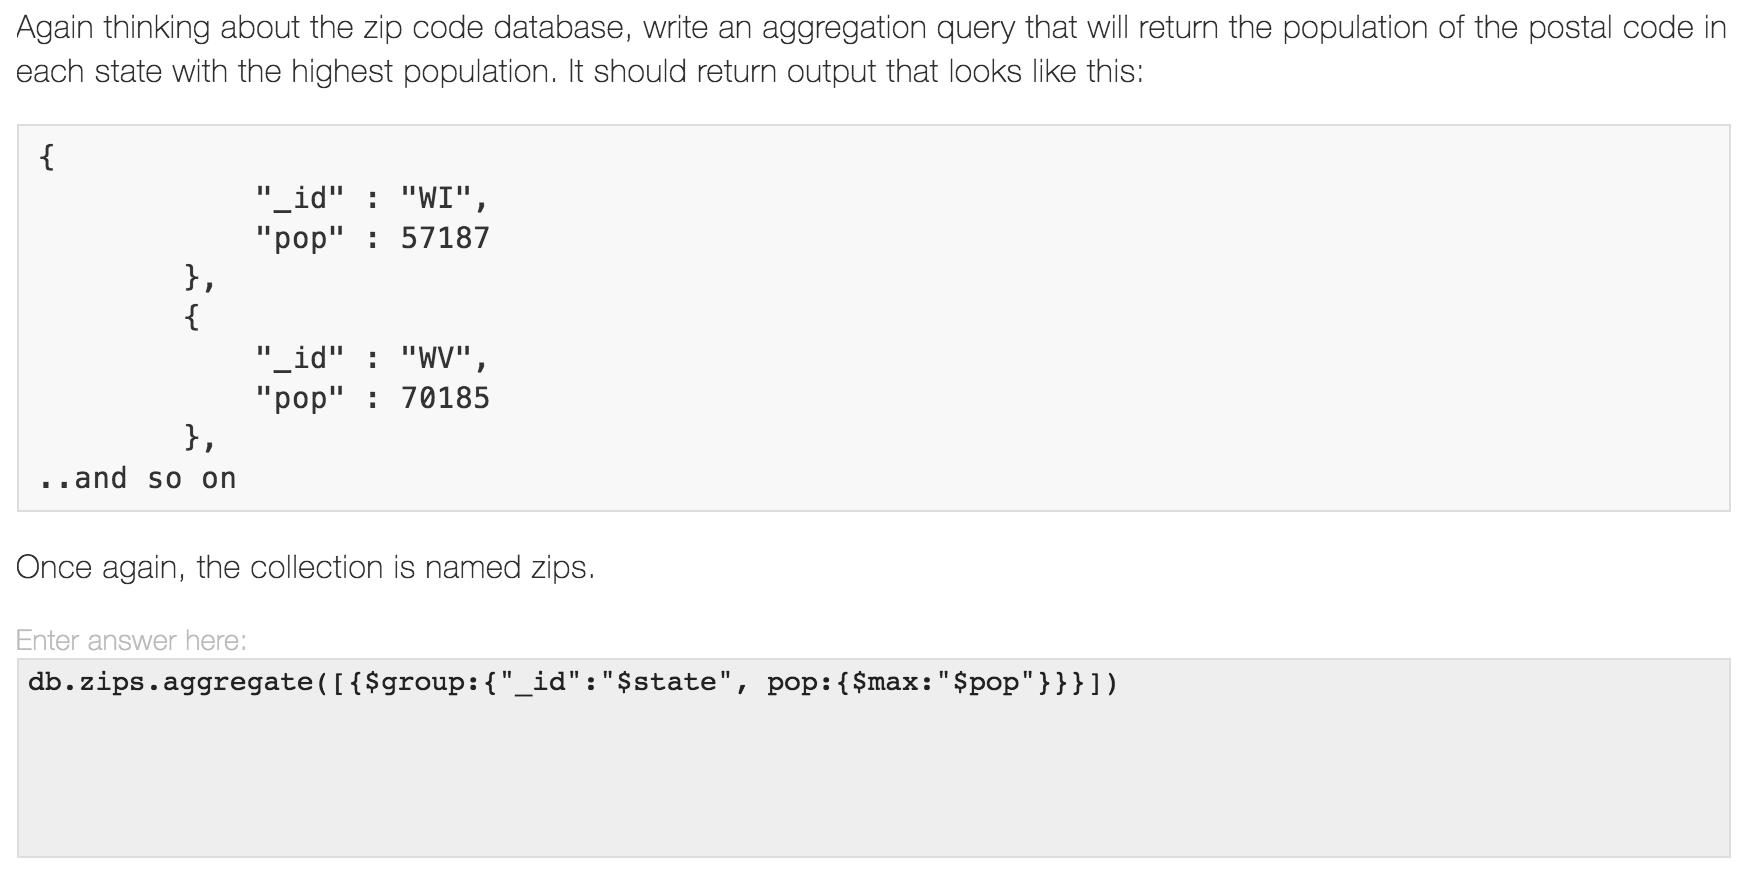 Again thinking about the zip code database, write an aggregation query that will return the population of the postal code in
each state with the highest population. It should return output that looks like this:
{
"_id" : "WI",
"pop" : 57187
},
{
"_id" : "WV",
"pop" : 70185
},
..and so on
Once again, the collection is named zips.
Enter answer here:
db.zips.aggregate([{$group:{"_id":"$state", pop:{$max:"$pop"}}}])